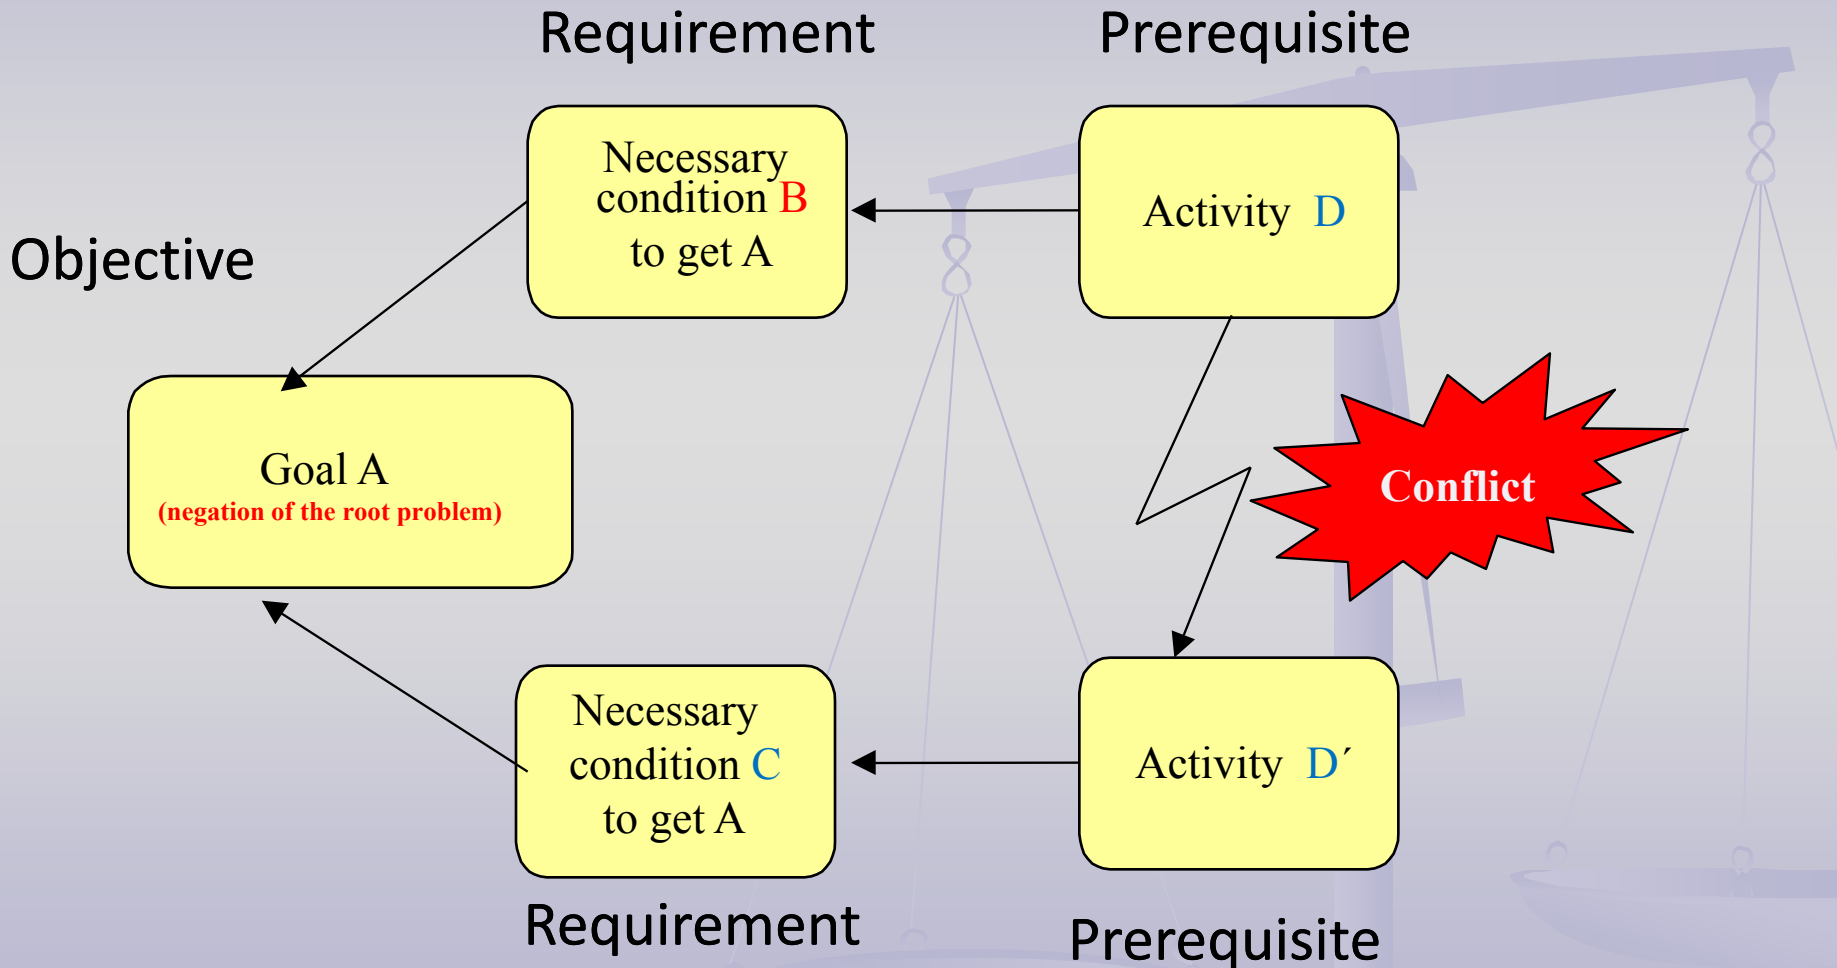 Requirement
Prerequisite
Necessary
condition B
to get A
Activity D
Objective
Goal A
(negation of the root problem)
Conflict
Necessary
condition C
to get A
Activity D´
Requirement
Prerequisite